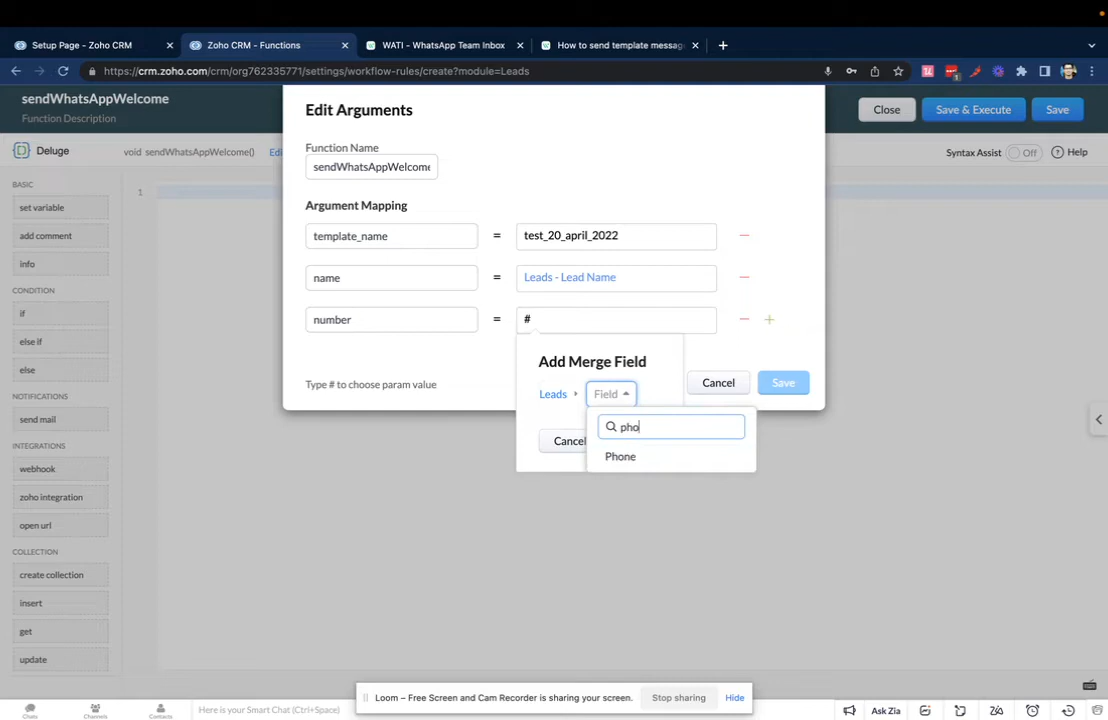 Setup Page - Zoho CRM
Zoho CRM - Functions
WATI - WhatsApp Team Inbox
How to send template messag
https://crm.zoho.com/crm/org762335771/settings/workflow-rules/create?module=Leads
sendWhatsAppWelcome
Function Description
Close
Save & Execute
Save
Deluge
void sendWhatsAppWelcome()
Edi
Syntax Assist
Off
Help
Edit Arguments
Function Name
sendWhatsAppWelcome
Argument Mapping
template_name
=
test_20_april_2022
name
=
Leads - Lead Name
number
=
#
Type # to choose param value
Cancel
Save
Add Merge Field
Leads
Field
Cancel
pho
Phone
BASIC
set variable
add comment
info
CONDITION
if
else if
else
NOTIFICATIONS
send mail
INTEGRATIONS
webhook
zoho integration
open url
COLLECTION
create collection
insert
get
update
1
Loom – Free Screen and Cam Recorder is sharing your screen.
Stop sharing
Hide
Chats
Channels
Contacts
Here is your Smart Chat (Ctrl+Space)
Ask Zia